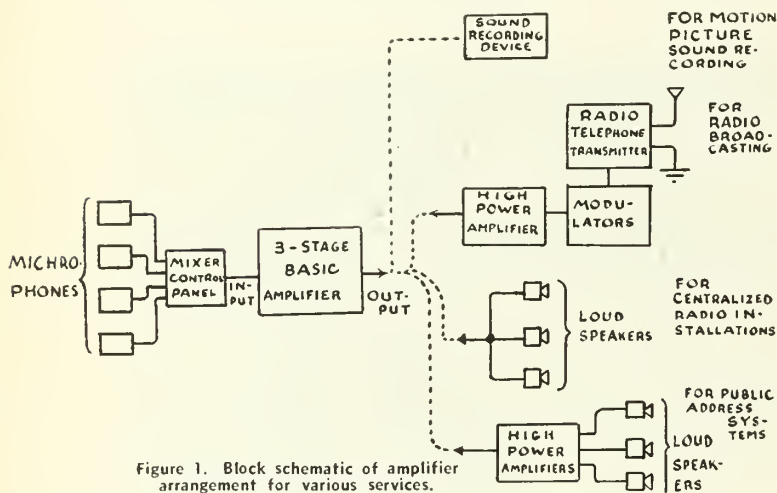 SOUND
RECORDING
DEVICE
FOR MOTION
PICTURE
SOUND RE-
CORDING
RADIO
TELEPHONE
TRANSMITTER
FOR
RADIO
BROAD-
CASTING
HIGH
POWER
AMPLIFIER
MODU-
LATORS
MICHRO-
PHONES
MIXER
CONTROL
PANEL
IN-
PUT
3-STAGE
BASIC
AMPLIFIER
OUT-
PUT
LOUD
SPEAKERS
FOR
CENTRALIZED
RADIO IN-
STALLATIONS
HIGH
POWER
AMPLIFIERS
FOR PUBLIC
ADDRESS
SYS-
TEMS
LOUD
SPEAK-
ERS
Figure 1. Block schematic of amplifier
arrangement for various services.